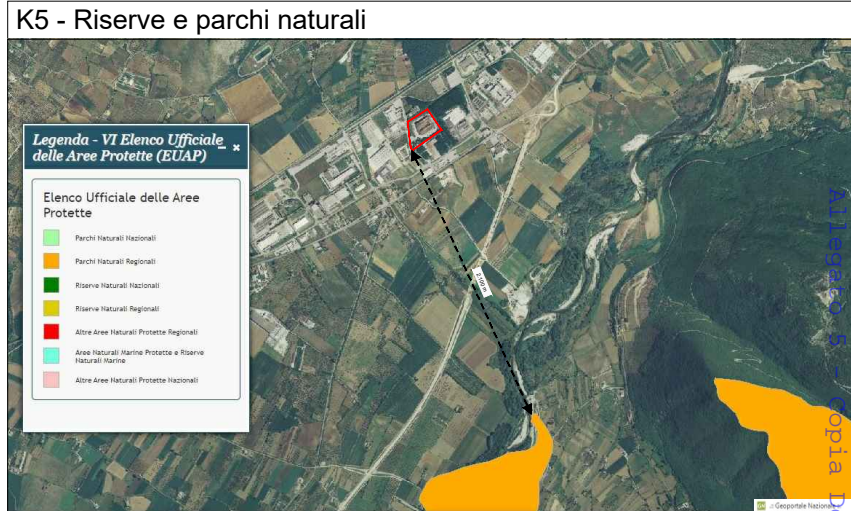 K5 - Riserve e parchi naturali
Legenda - VI Elenco Ufficiale
delle Aree Protette (EUAP)
Elenco Ufficiale delle Aree
Protette
Parchi Naturali Nazionali
Parchi Naturali Regionali
Riserve Naturali Nazionali
Riserve Naturali Regionali
Altre Aree Naturali Protette Regionali
Aree Naturali Marine Protette e Riserve
Naturali Marine
Altre Aree Naturali Protette Nazionali
2100 m
Allegato 5 - Copia D
Geoportale Nazionale